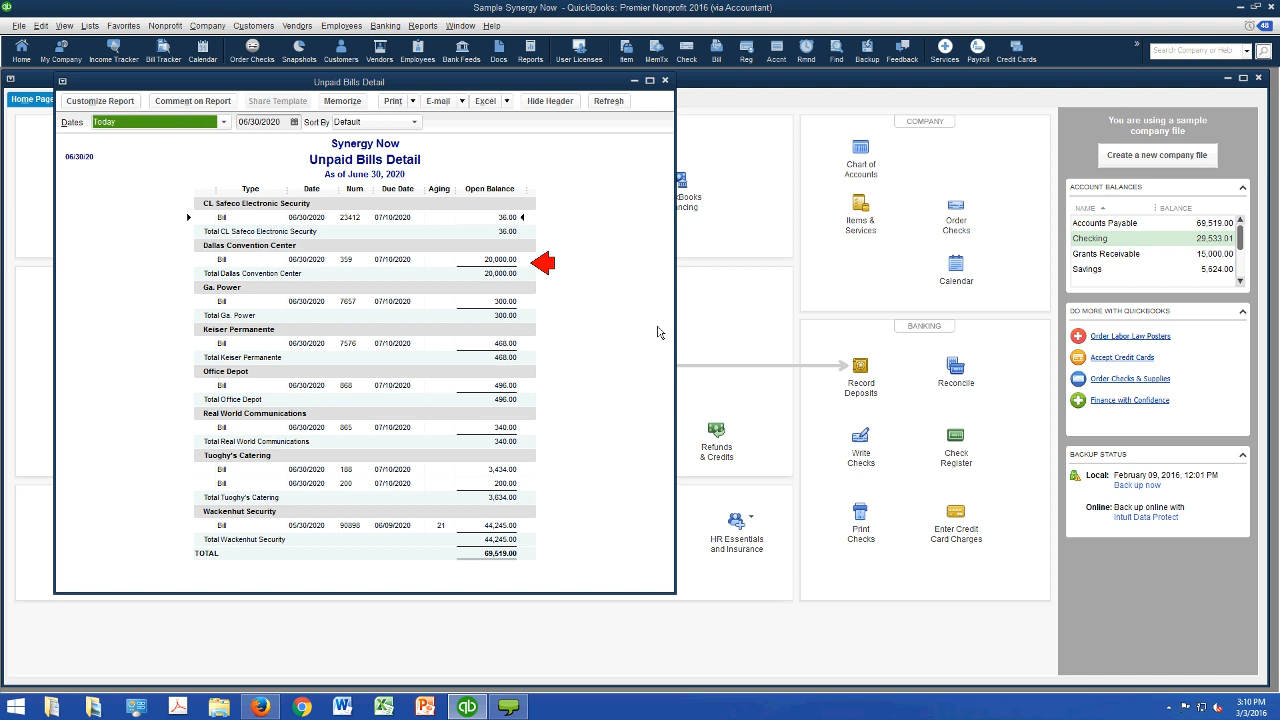 Sample Synergy Now - QuickBooks: Premier Nonprofit 2016 (via Accountant)
File Edit View Lists Favorites Nonprofit Company Customers Vendors Employees Banking Reports Window Help
48
Home My Company Income Tracker Bill Tracker Calendar Order Checks Snapshots Customers Vendors Employees Bank Feeds Docs Reports User Licenses Item MemTx Check Bill Reg Accnt Rmnd Find Backup Feedback Services Payroll Credit Cards
Search Company or Help
Home Page
Unpaid Bills Detail
Customize Report Comment on Report Share Template Memorize Print E-mail Excel Hide Header Refresh
Dates Today 06/30/2020 Sort By Default
Synergy Now
06/30/20 Unpaid Bills Detail
As of June 30, 2020
Type Date Num Due Date Aging Open Balance
CL Safeco Electronic Security
Bill 06/30/2020 23412 07/10/2020 36.00
Total CL Safeco Electronic Security 36.00
Dallas Convention Center
Bill 06/30/2020 359 07/10/2020 20,000.00
Total Dallas Convention Center 20,000.00
Ga. Power
Bill 06/30/2020 7657 07/10/2020 300.00
Total Ga. Power 300.00
Keiser Permanente
Bill 06/30/2020 7576 07/10/2020 468.00
Total Keiser Permanente 468.00
Office Depot
Bill 06/30/2020 868 07/10/2020 496.00
Total Office Depot 496.00
Real World Communications
Bill 06/30/2020 865 07/10/2020 340.00
Total Real World Communications 340.00
Tuoghy's Catering
Bill 06/30/2020 188 07/10/2020 3,434.00
Bill 06/30/2020 200 07/10/2020 200.00
Total Tuoghy's Catering 3,634.00
Wackenhut Security
Bill 05/30/2020 90898 06/09/2020 21 44,245.00
Total Wackenhut Security 44,245.00
TOTAL 69,519.00
Refunds
& Credits
HR Essentials
and Insurance
COMPANY
Chart of
Accounts
Items &
Services
Order
Checks
Calendar
BANKING
Record
Deposits
Reconcile
Write
Checks
Check
Register
Print
Checks
Enter Credit
Card Charges
You are using a sample
company file
Create a new company file
ACCOUNT BALANCES
NAME BALANCE
Accounts Payable 69,519.00
Checking 29,533.01
Grants Receivable 15,000.00
Savings 5,624.00
DO MORE WITH QUICKBOOKS
Order Labor Law Posters
Accept Credit Cards
Order Checks & Supplies
Finance with Confidence
BACKUP STATUS
Local: February 09, 2016, 12:01 PM
Back up now
Online: Back up online with
Intuit Data Protect
3:10 PM
3/3/2016